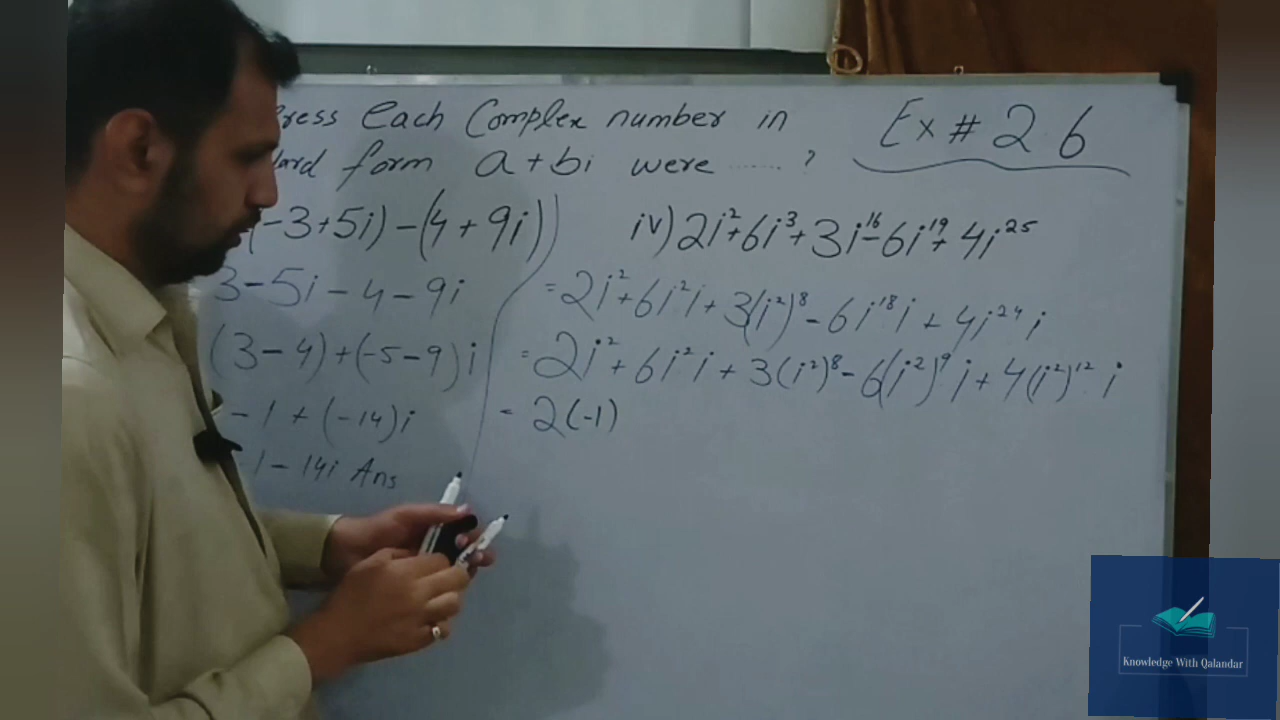 ress each Complex number in
dard form a+bi were ...... ?
Ex # 26
(-3+5i)-(4+9i)
3-5i-4-9i
(3-4)+(-5-9)i
-1+(-14)i
-1-14i Ans
iv) 2i²+6i³+3i¹⁶-6i¹⁹+4i²⁵
=2i²+6i²i+3(i²)⁸-6i¹⁸i+4i²⁴i
=2i²+6i²i+3(i²)⁸-6(i²)⁹i+4(i²)¹²i
=2(-1)
Knowledge With Qalandar